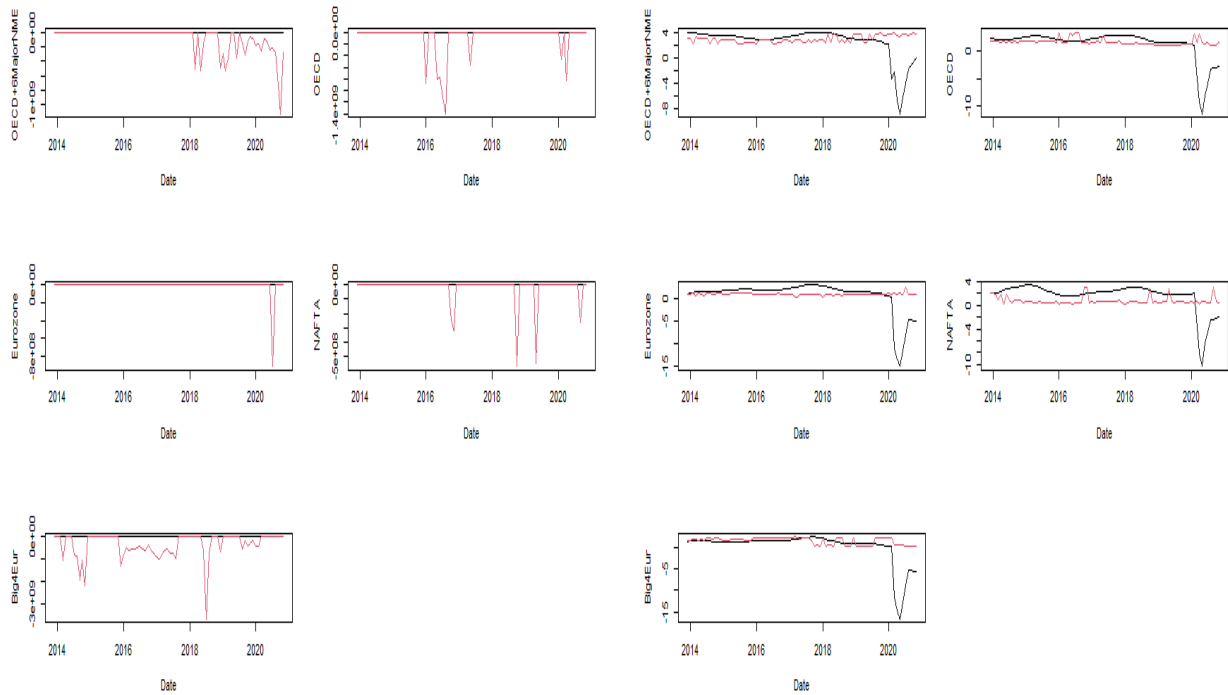 OECD+6MajorNME
0e+00
-1e+09
2014 2016 2018 2020
Date
OECD
0.0e+00
-1.4e+09
2014 2016 2018 2020
Date
OECD+6MajorNME
4
0
-4
-8
2014 2016 2018 2020
Date
OECD
0
-10
2014 2016 2018 2020
Date
Eurozone
0e+00
-8e+08
2014 2016 2018 2020
Date
NAFTA
0e+00
-5e+08
2014 2016 2018 2020
Date
Eurozone
0
-5
-15
2014 2016 2018 2020
Date
NAFTA
4
0
-4
-10
2014 2016 2018 2020
Date
Big4Eur
0e+00
-3e+09
2014 2016 2018 2020
Date
Big4Eur
-5
-15
2014 2016 2018 2020
Date